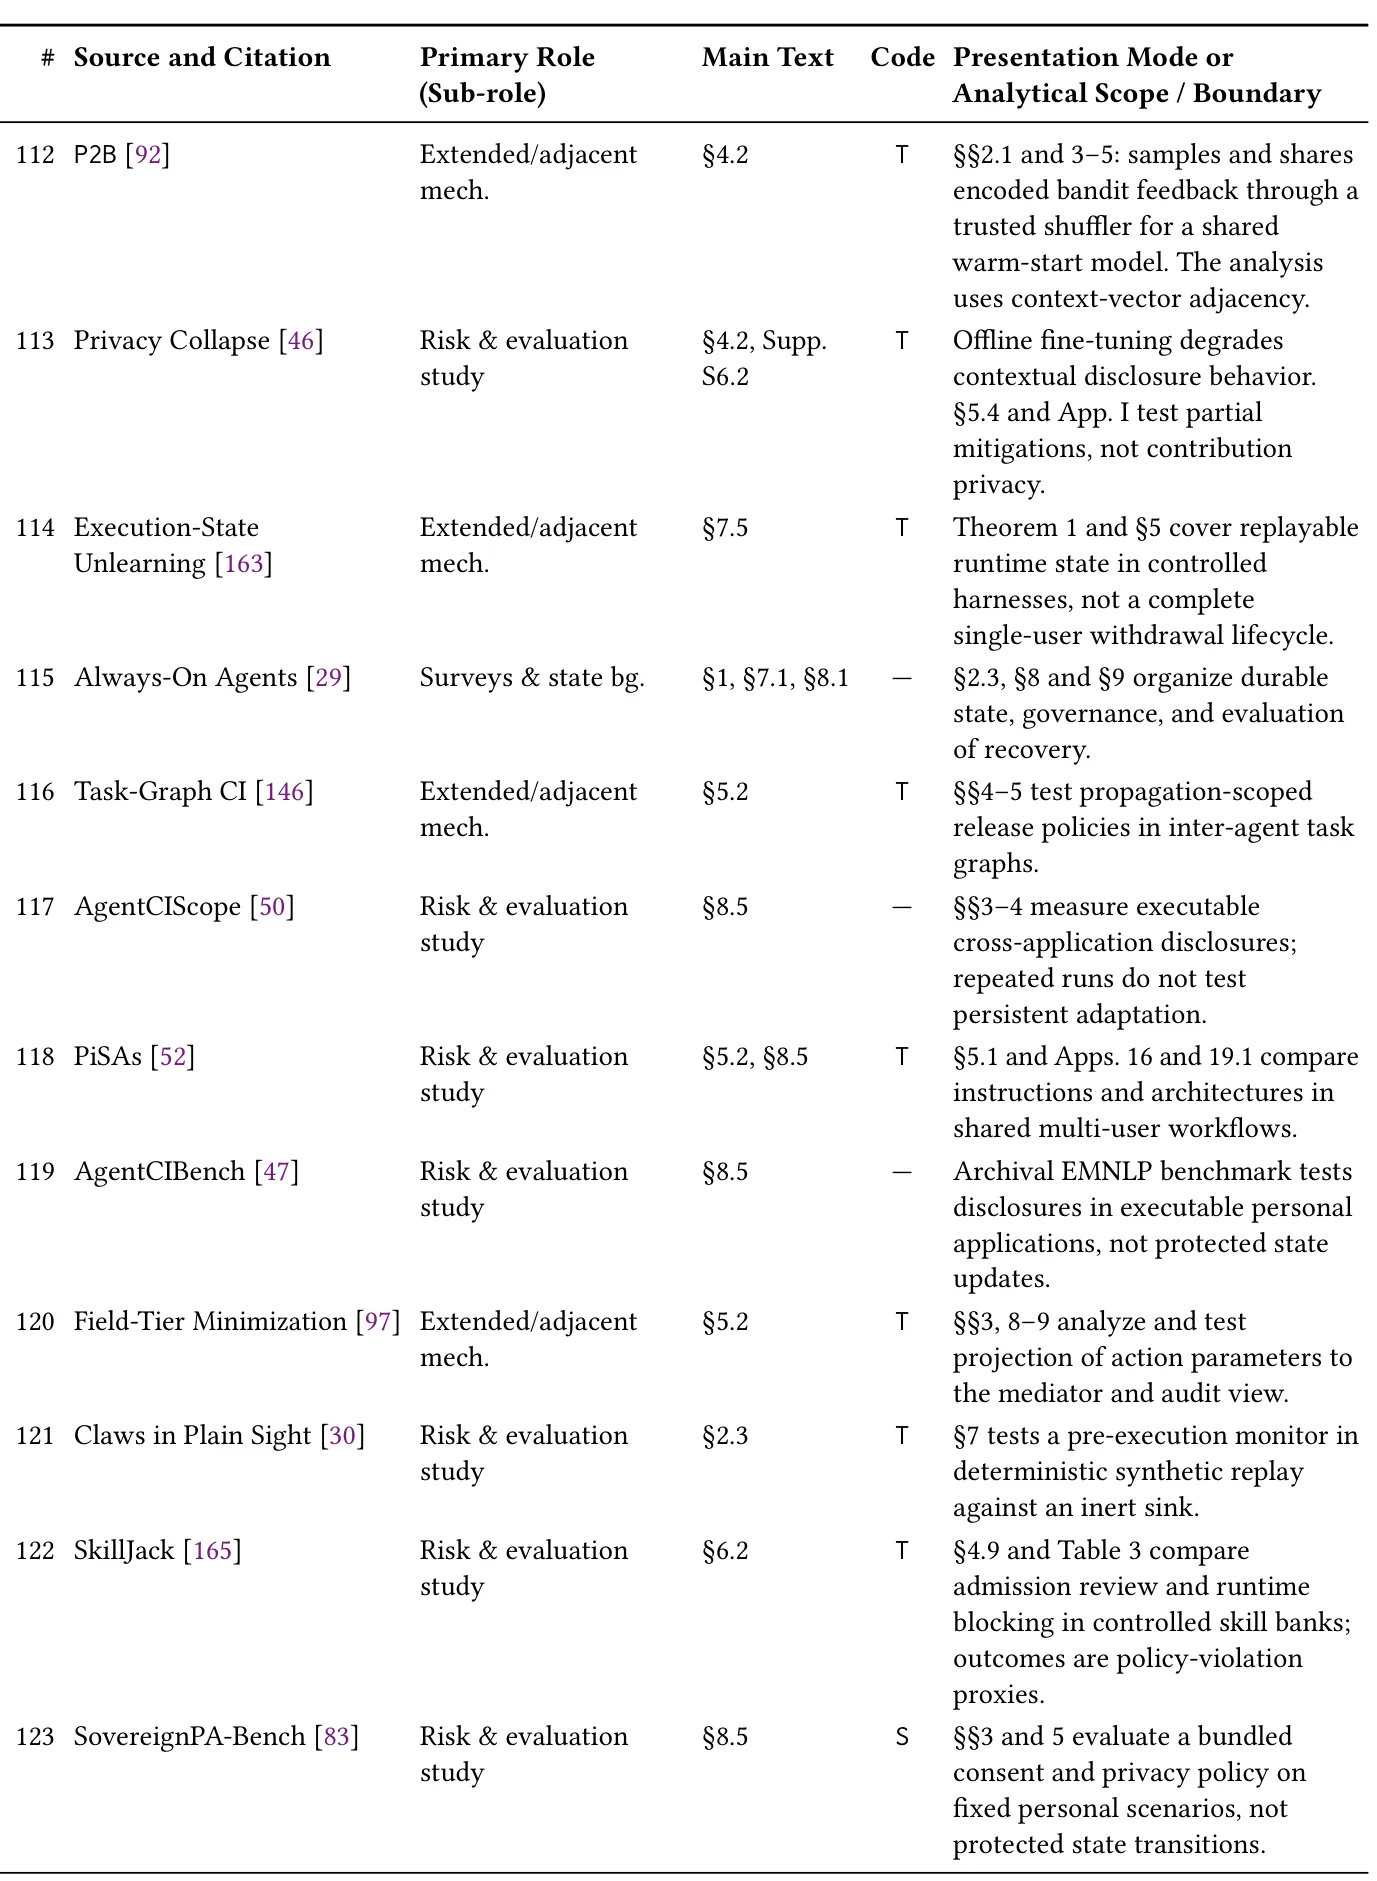 # Source and Citation Primary Role (Sub-role) Main Text Code Presentation Mode or Analytical Scope / Boundary
112 P2B [92] Extended/adjacent mech. §4.2 T §§2.1 and 3–5: samples and shares
encoded bandit feedback through a
trusted shuffler for a shared
warm-start model. The analysis
uses context-vector adjacency.
113 Privacy Collapse [46] Risk & evaluation study §4.2, Supp. S6.2 T Offline fine-tuning degrades
contextual disclosure behavior.
§5.4 and App. I test partial
mitigations, not contribution
privacy.
114 Execution-State Unlearning [163] Extended/adjacent mech. §7.5 T Theorem 1 and §5 cover replayable
runtime state in controlled
harnesses, not a complete
single-user withdrawal lifecycle.
115 Always-On Agents [29] Surveys & state bg. §1, §7.1, §8.1 — §2.3, §8 and §9 organize durable
state, governance, and evaluation
of recovery.
116 Task-Graph CI [146] Extended/adjacent mech. §5.2 T §§4–5 test propagation-scoped
release policies in inter-agent task
graphs.
117 AgentCIScope [50] Risk & evaluation study §8.5 — §§3–4 measure executable
cross-application disclosures;
repeated runs do not test
persistent adaptation.
118 PiSAs [52] Risk & evaluation study §5.2, §8.5 T §5.1 and Apps. 16 and 19.1 compare
instructions and architectures in
shared multi-user workflows.
119 AgentCIBench [47] Risk & evaluation study §8.5 — Archival EMNLP benchmark tests
disclosures in executable personal
applications, not protected state
updates.
120 Field-Tier Minimization [97] Extended/adjacent mech. §5.2 T §§3, 8–9 analyze and test
projection of action parameters to
the mediator and audit view.
121 Claws in Plain Sight [30] Risk & evaluation study §2.3 T §7 tests a pre-execution monitor in
deterministic synthetic replay
against an inert sink.
122 SkillJack [165] Risk & evaluation study §6.2 T §4.9 and Table 3 compare
admission review and runtime
blocking in controlled skill banks;
outcomes are policy-violation
proxies.
123 SovereignPA-Bench [83] Risk & evaluation study §8.5 S §§3 and 5 evaluate a bundled
consent and privacy policy on
fixed personal scenarios, not
protected state transitions.